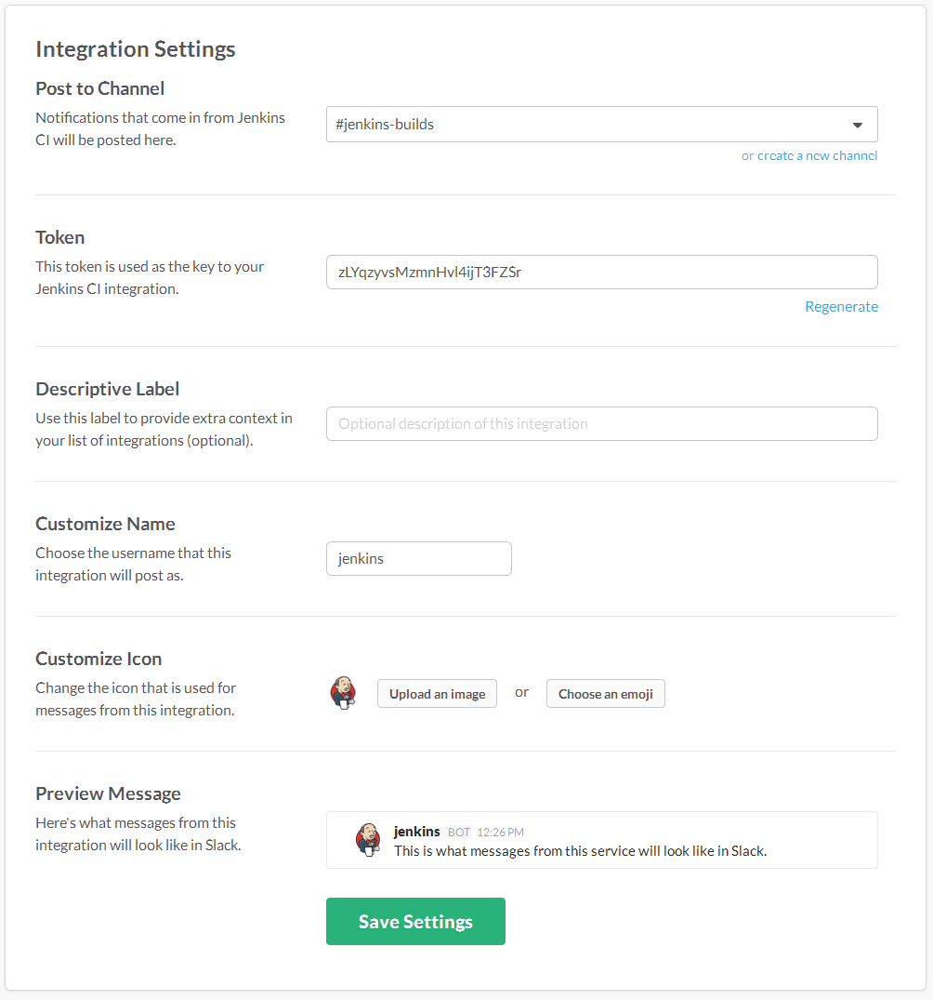 Integration Settings
Post to Channel
Notifications that come in from Jenkins
CI will be posted here.
#jenkins-builds
or create a new channel
Token
This token is used as the key to your
Jenkins CI integration.
zLYqzyvsMzmnHvl4ijT3FZSr
Regenerate
Descriptive Label
Use this label to provide extra context in
your list of integrations (optional).
Optional description of this integration
Customize Name
Choose the username that this
integration will post as.
jenkins
Customize Icon
Change the icon that is used for
messages from this integration.
Upload an image or Choose an emoji
Preview Message
Here's what messages from this
integration will look like in Slack.
jenkins BOT 12:26 PM
This is what messages from this service will look like in Slack.
Save Settings